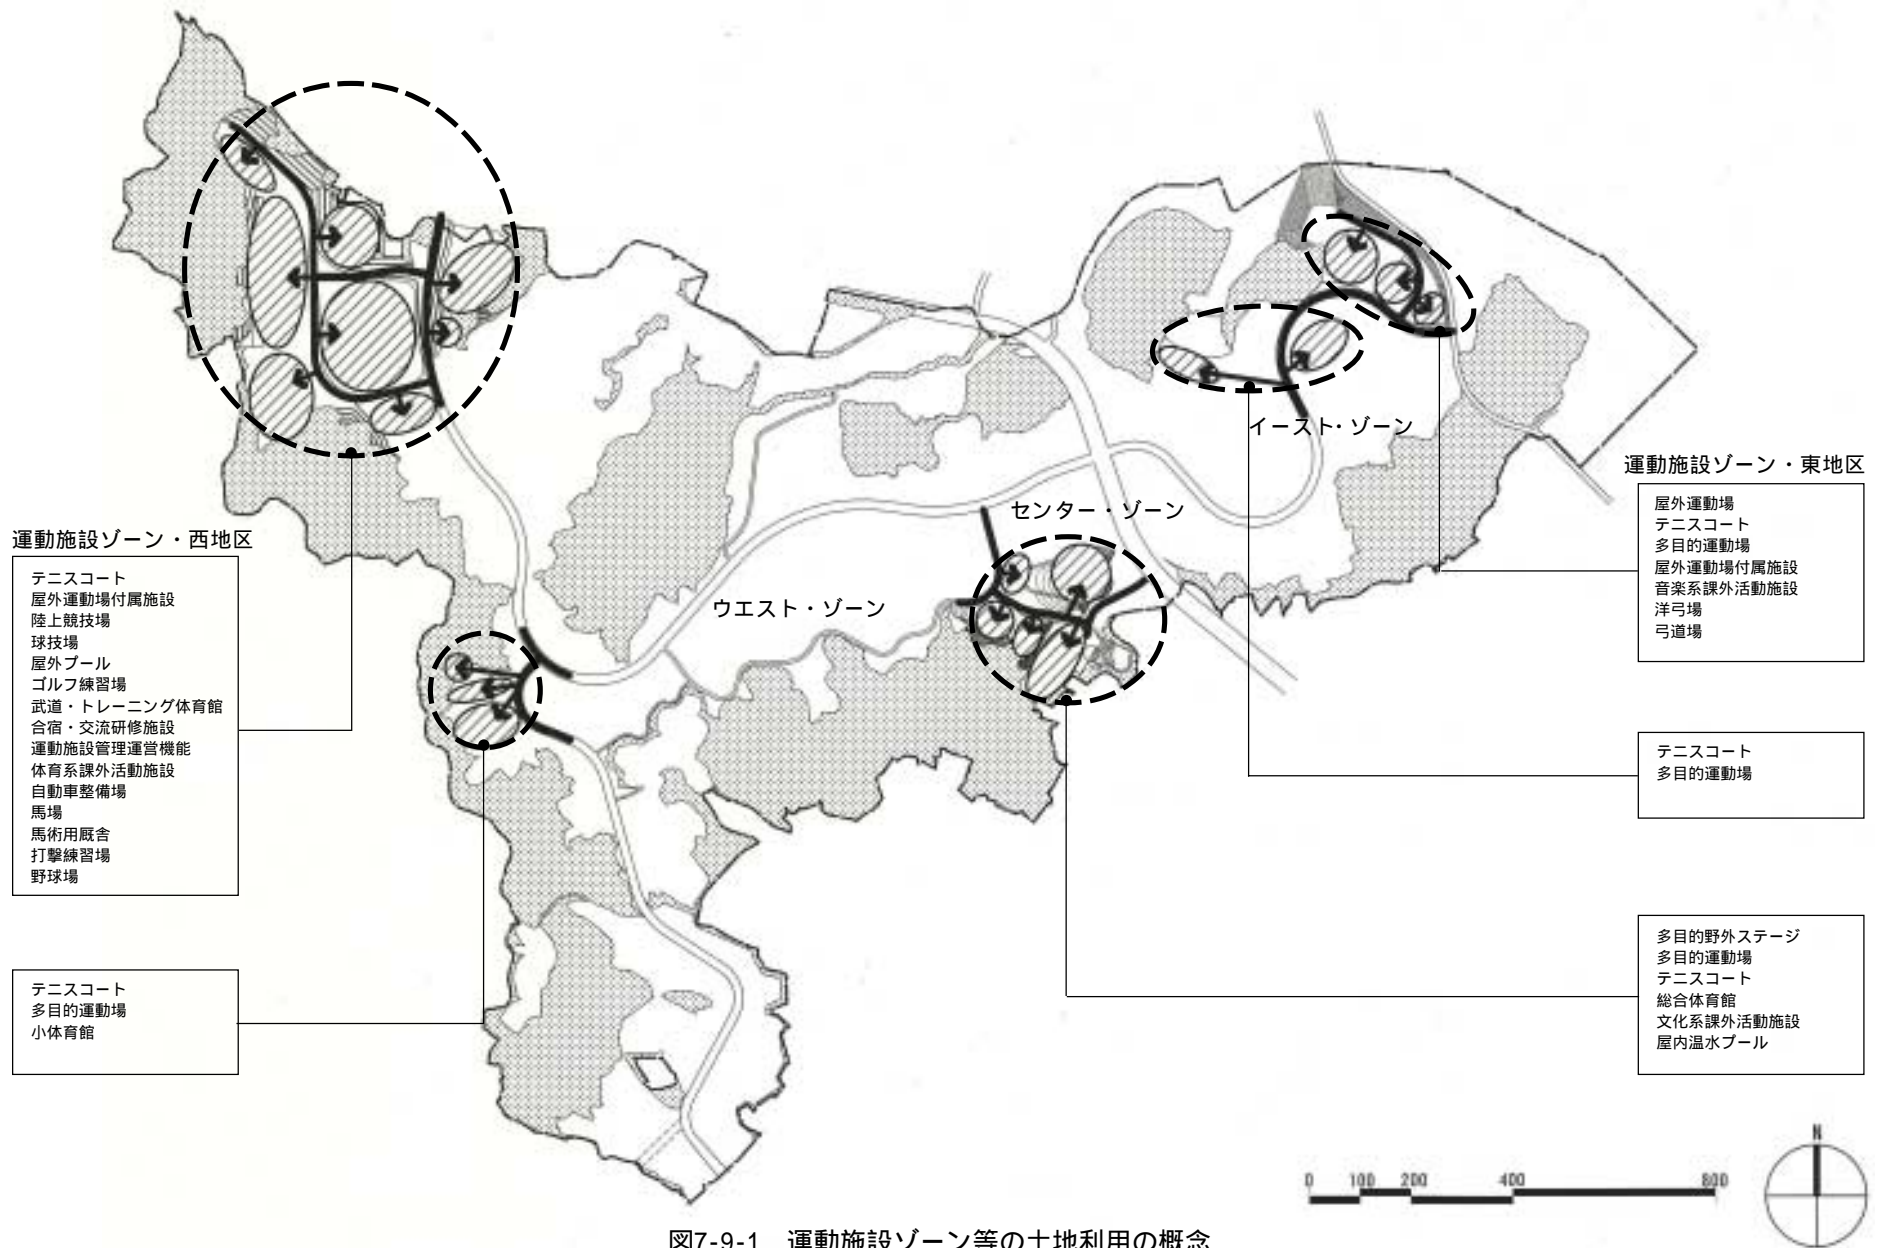 イースト・ゾーン
センター・ゾーン
ウエスト・ゾーン
運動施設ゾーン・西地区
テニスコート
屋外運動場付属施設
陸上競技場
球技場
屋外プール
ゴルフ練習場
武道・トレーニング体育館
合宿・交流研修施設
運動施設管理運営機能
体育系課外活動施設
自動車整備場
馬場
馬術用厩舎
打撃練習場
野球場
テニスコート
多目的運動場
小体育館
運動施設ゾーン・東地区
屋外運動場
テニスコート
多目的運動場
屋外運動場付属施設
音楽系課外活動施設
洋弓場
弓道場
テニスコート
多目的運動場
多目的野外ステージ
多目的運動場
テニスコート
総合体育館
文化系課外活動施設
屋内温水プール
N
0 100 200 400 800
図7-9-1 運動施設ゾーン等の土地利用の概念